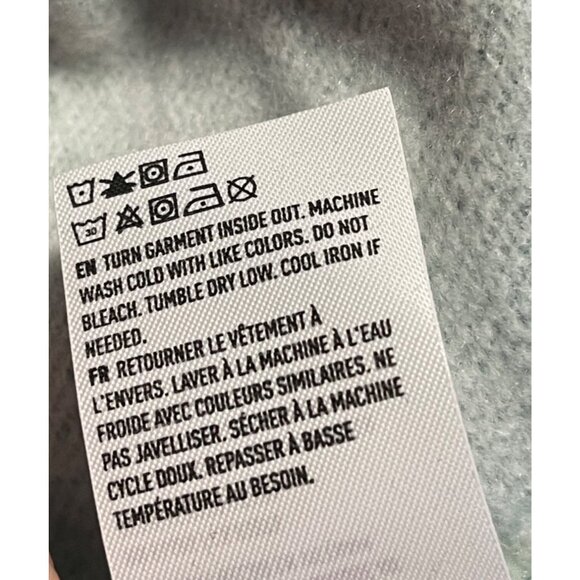 30
EN TURN GARMENT INSIDE OUT. MACHINE
WASH COLD WITH LIKE COLORS. DO NOT
BLEACH. TUMBLE DRY LOW. COOL IRON IF
NEEDED.
FR RETOURNER LE VÊTEMENT À
L'ENVERS. LAVER À LA MACHINE À L'EAU
FROIDE AVEC COULEURS SIMILAIRES. NE
PAS JAVELLISER. SÉCHER À LA MACHINE
CYCLE DOUX. REPASSER À BASSE
TEMPÉRATURE AU BESOIN.